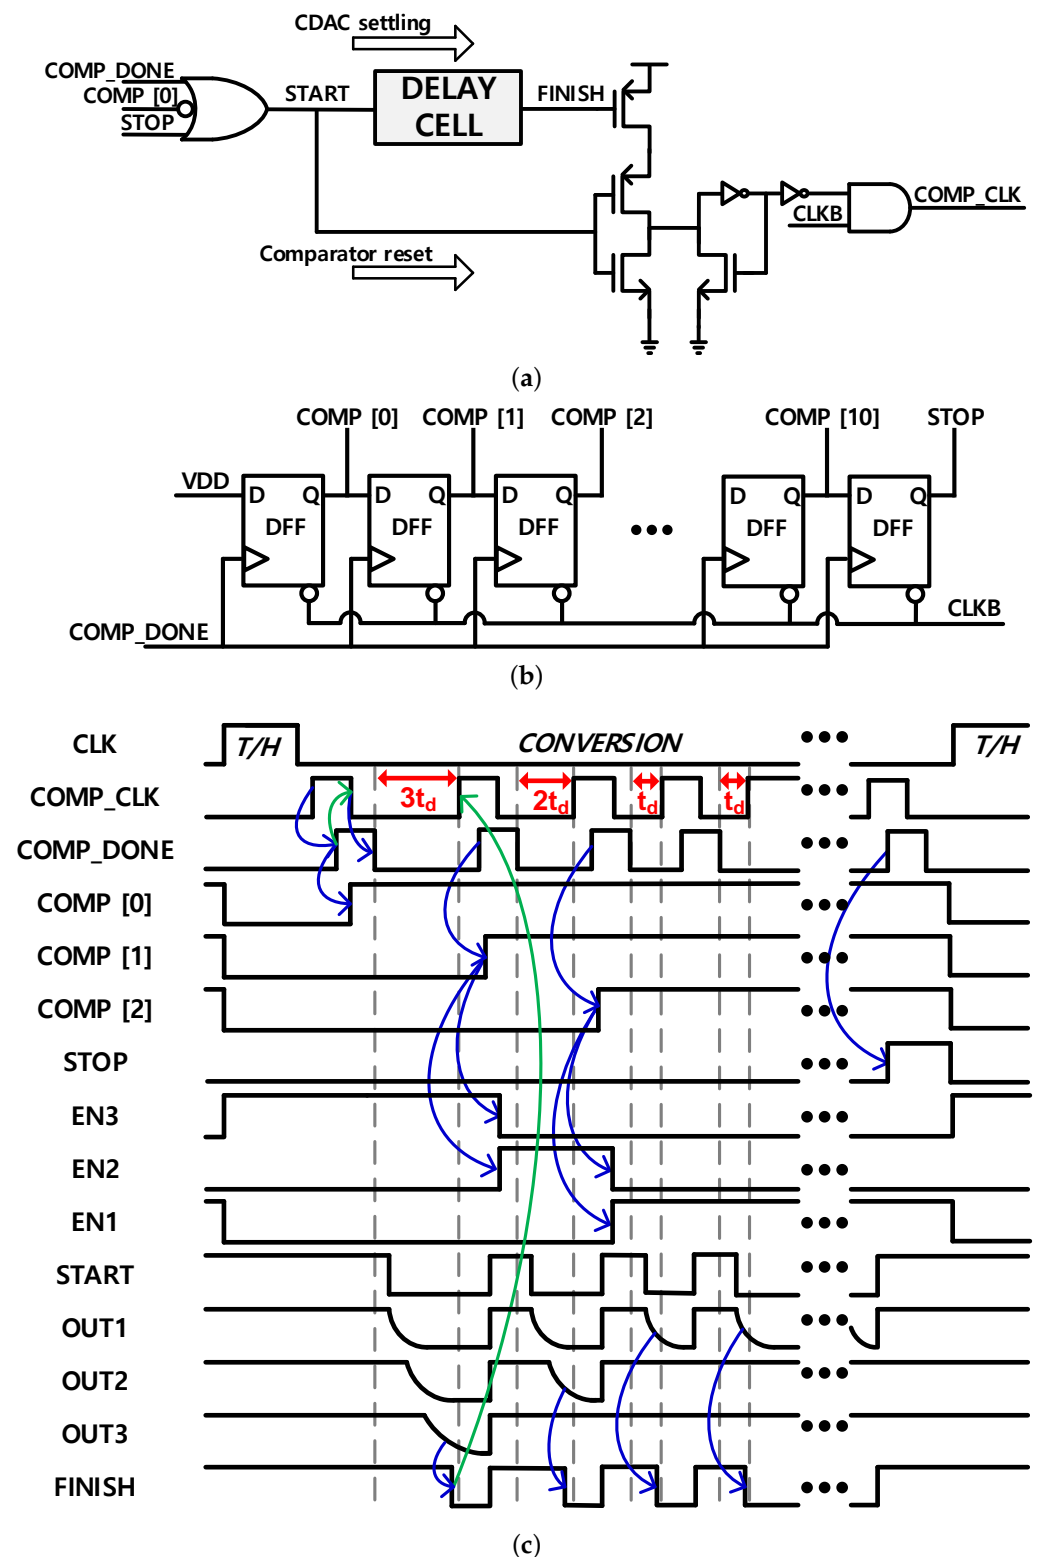 CDAC settling
COMP_DONE
COMP [0]
STOP
START
DELAY
CELL
FINISH
CLKB
COMP_CLK
Comparator reset
(a)
COMP [0] COMP [1] COMP [2] COMP [10] STOP
VDD
D Q D Q D Q D Q D Q
DFF DFF DFF DFF DFF
CLKB
COMP_DONE
(b)
CLK T/H CONVERSION T/H
COMP_CLK 3td 2td td td
COMP_DONE
COMP [0]
COMP [1]
COMP [2]
STOP
EN3
EN2
EN1
START
OUT1
OUT2
OUT3
FINISH
(c)